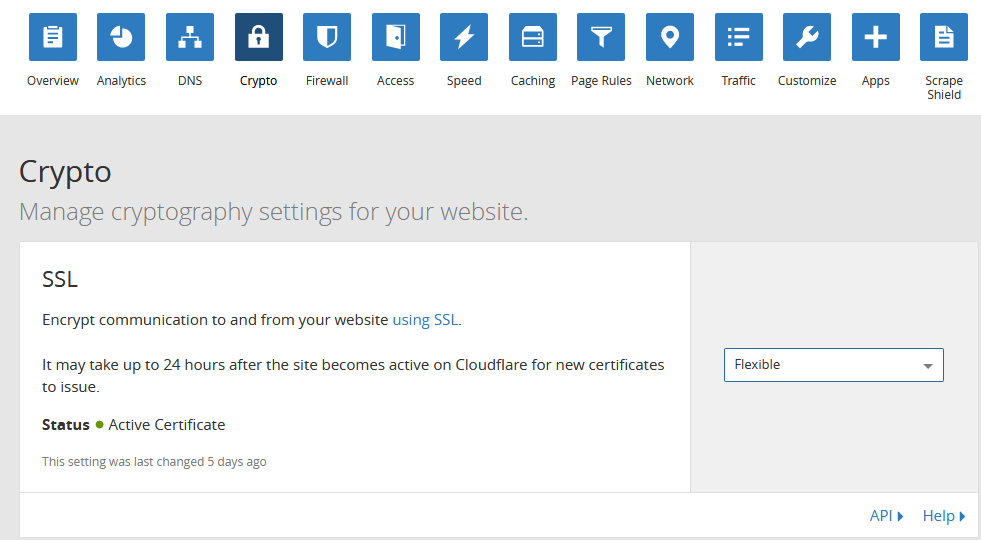 Overview Analytics DNS Crypto Firewall Access Speed Caching Page Rules Network Traffic Customize Apps Scrape
Shield
Crypto
Manage cryptography settings for your website.
SSL
Encrypt communication to and from your website using SSL.
It may take up to 24 hours after the site becomes active on Cloudflare for new certificates
to issue.
Flexible
Status Active Certificate
This setting was last changed 5 days ago
API Help